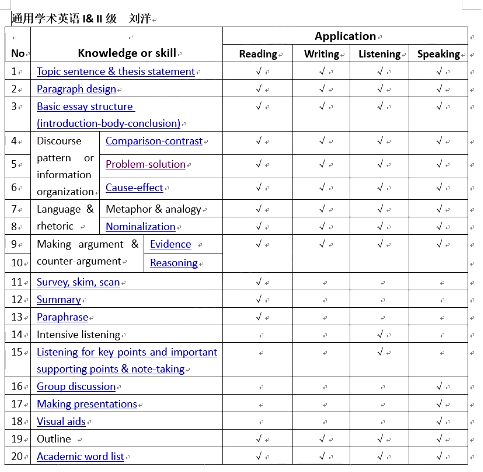 通用学术英语 I& II 级 刘洋
No Knowledge or skill Application
Reading Writing Listening Speaking
1 Topic sentence & thesis statement √ √ √ √
2 Paragraph design √ √ √ √
3 Basic essay structure √ √ √ √
(introduction-body-conclusion)
4 Discourse Comparison-contrast √ √ √ √
pattern or
5 information Problem-solution √ √ √ √
organization
6 Cause-effect √ √ √ √
7 Language & Metaphor & analogy √ √ √ √
8 rhetoric Nominalization √ √ √ √
9 Making argument & Evidence √ √ √ √
10 counter-argument Reasoning
11 Survey, skim, scan √
12 Summary √
13 Paraphrase √
14 Intensive listening √
15 Listening for key points and important √
supporting points & note-taking
16 Group discussion √
17 Making presentations √
18 Visual aids √
19 Outline √ √ √ √
20 Academic word list √ √ √ √